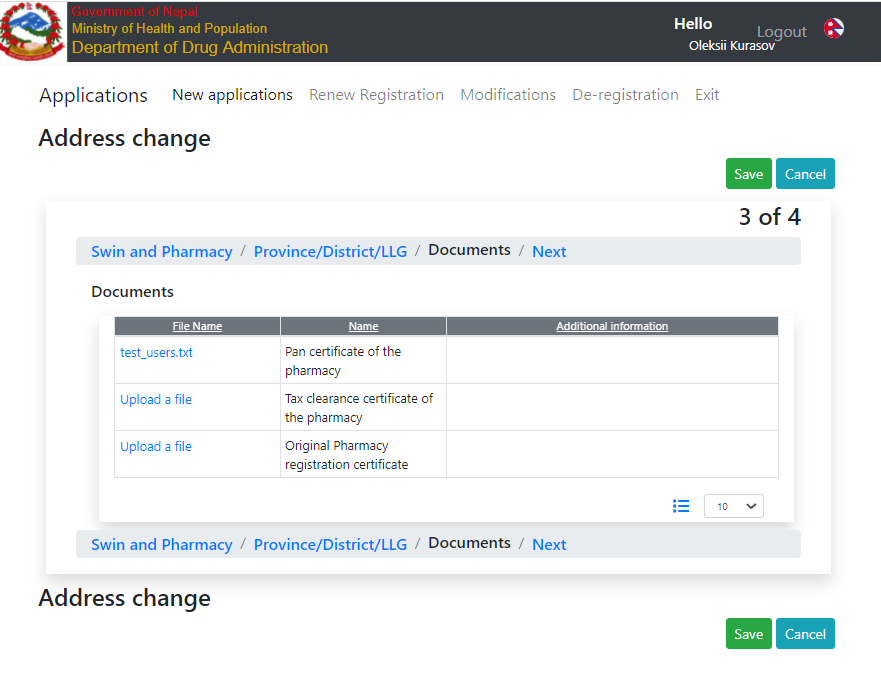 Government of Nepal
Ministry of Health and Population
Department of Drug Administration
Hello
Oleksii Kurasov
Logout
Applications New applications Renew Registration Modifications De-registration Exit
Address change
Save Cancel
3 of 4
Swin and Pharmacy / Province/District/LLG / Documents / Next
Documents
File Name Name Additional information
test_users.txt Pan certificate of the
pharmacy
Upload a file Tax clearance certificate of
the pharmacy
Upload a file Original Pharmacy
registration certificate
10
Swin and Pharmacy / Province/District/LLG / Documents / Next
Address change
Save Cancel